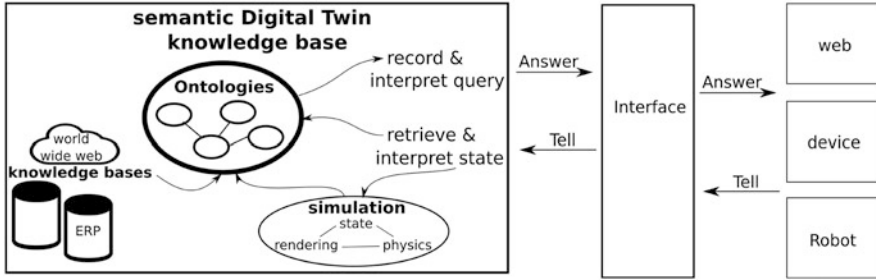 semantic Digital Twin
knowledge base
record &
interpret query
Ontologies
retrieve &
interpret state
world
wide web
knowledge bases
ERP
simulation
state
rendering
physics
Answer
Tell
Interface
Answer
Tell
web
device
Robot